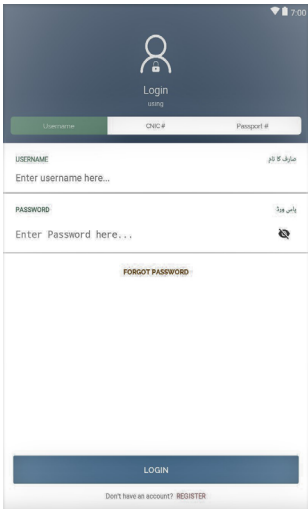 7:00
Login
using
Username CNIC # Passport #
USERNAME صارف کا نام
Enter username here...
PASSWORD پاس ورڈ
Enter Password here...
FORGOT PASSWORD
LOGIN
Don't have an account? REGISTER